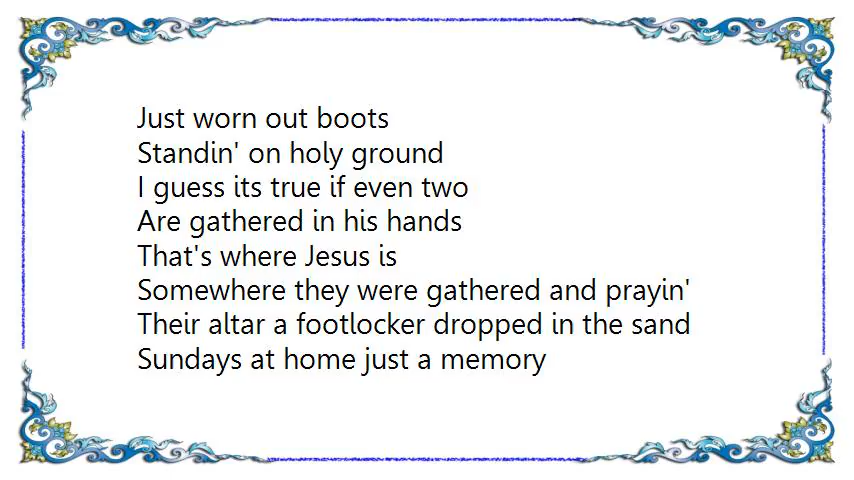 Just worn out boots
Standin' on holy ground
I guess its true if even two
Are gathered in his hands
That's where Jesus is
Somewhere they were gathered and prayin'
Their altar a footlocker dropped in the sand
Sundays at home just a memory